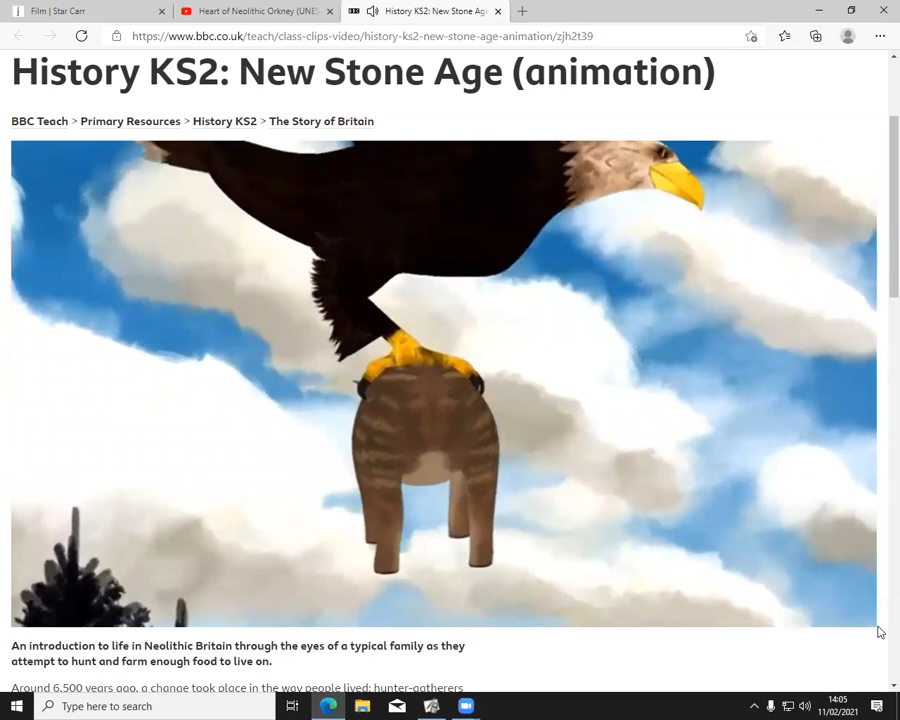 Film | Star Carr
Heart of Neolithic Orkney (UNES
History KS2: New Stone Age
https://www.bbc.co.uk/teach/class-clips-video/history-ks2-new-stone-age-animation/zjh2t39
History KS2: New Stone Age (animation)
BBC Teach > Primary Resources > History KS2 > The Story of Britain
An introduction to life in Neolithic Britain through the eyes of a typical family as they
attempt to hunt and farm enough food to live on.
Around 6,500 years ago, a change took place in the way people lived: hunter-gatherers
Type here to search
14:05
11/02/2021